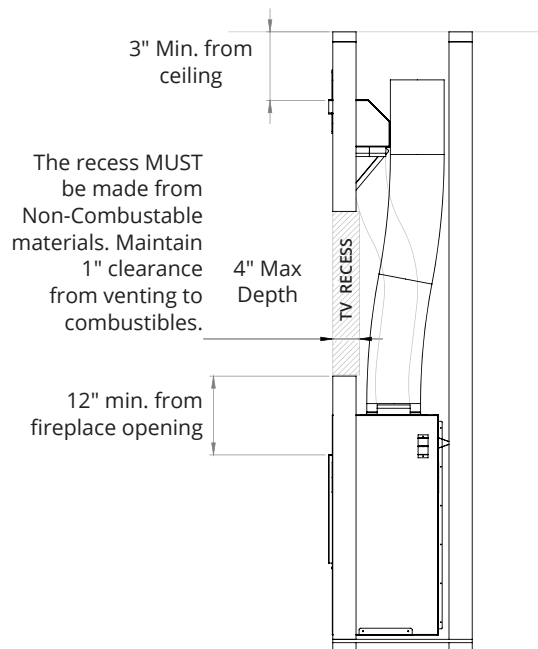 3" Min. from
ceiling
The recess MUST
be made from
Non-Combustable
materials. Maintain
1" clearance
from venting to
combustibles.
4" Max
Depth
TV RECESS
12" min. from
fireplace opening